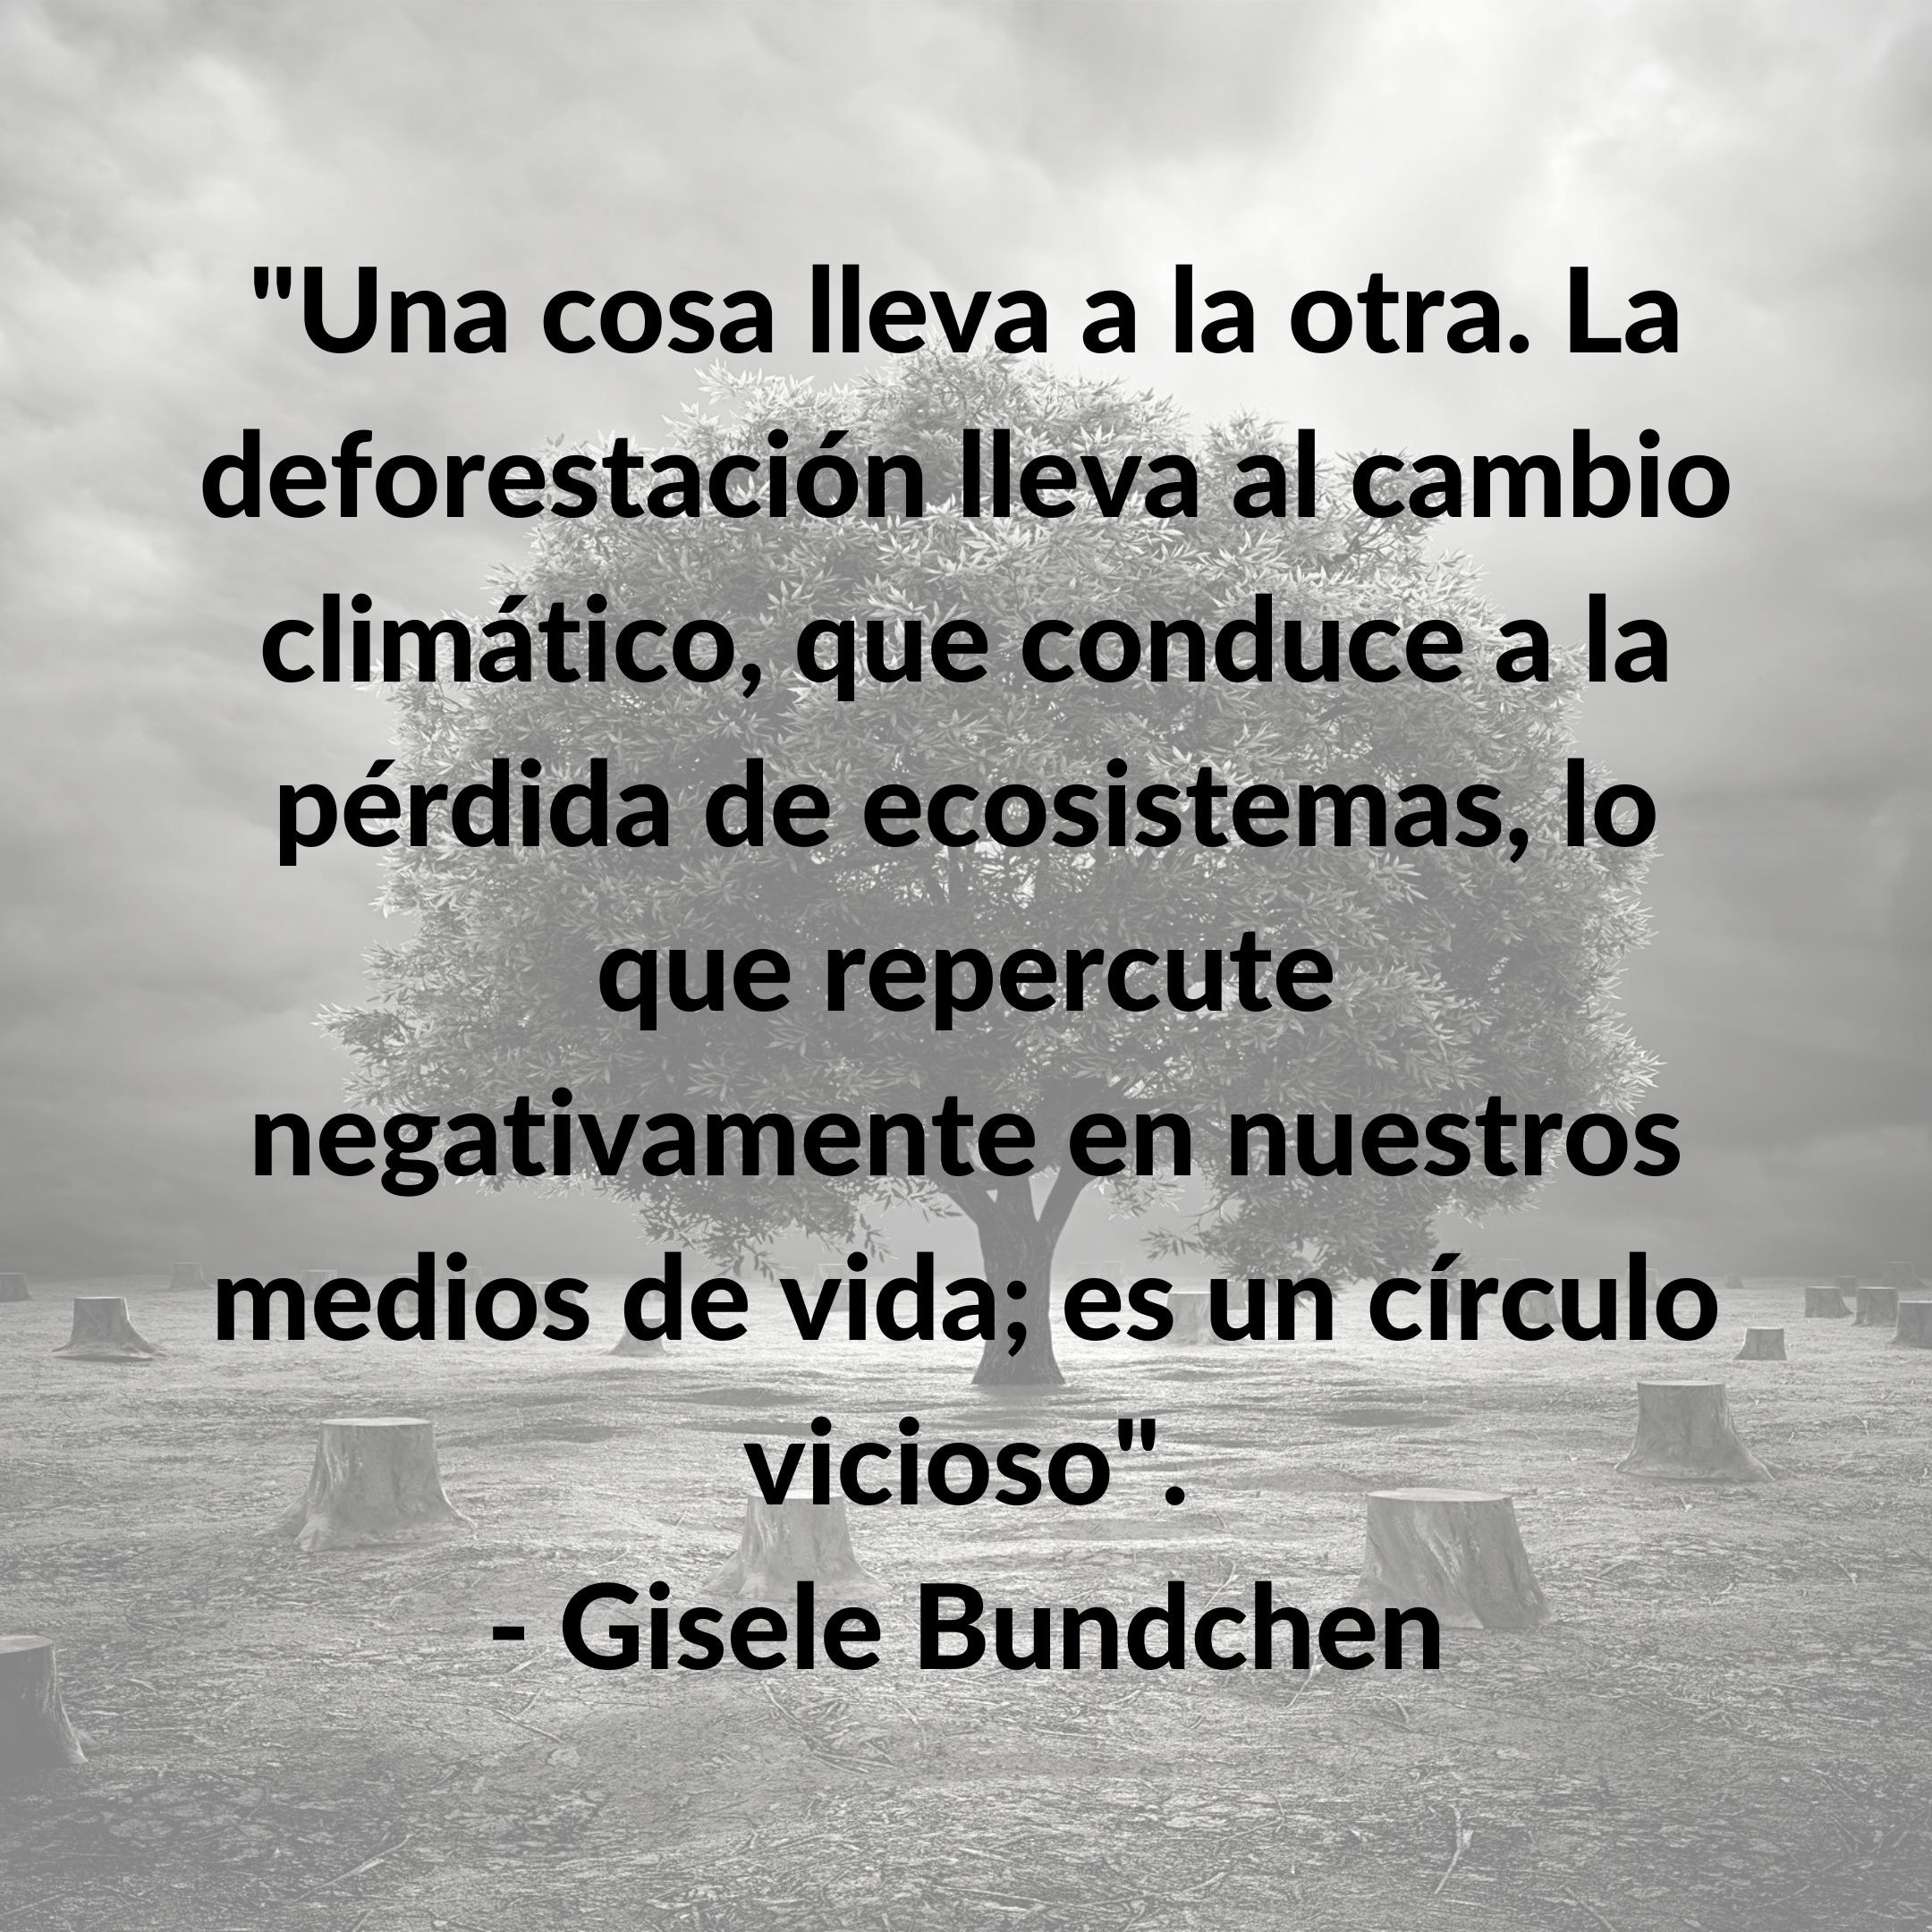 "Una cosa lleva a la otra. La
deforestación lleva al cambio
climático, que conduce a la
pérdida de ecosistemas, lo
que repercute
negativamente en nuestros
medios de vida; es un círculo
vicioso".
- Gisele Bundchen